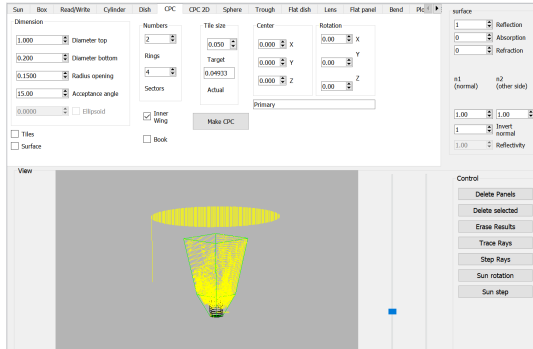 Sun Box Read/Write Cylinder Dish CPC CPC 2D Sphere Trough Flat dish Lens Flat panel Bend
Dimension
1.000 Diameter top
0.200 Diameter bottom
0.1500 Radius opening
15.00 Acceptance angle
0.0000 Ellipsoid
Tiles
Surface
Numbers
2
Rings
4
Sectors
Inner
Wing
Book
Tile size
0.050
Target
0.04933
Actual
Make CPC
Center
0.000 X
0.000 Y
0.000 Z
Rotation
0.00 X
Y
0.00 Z
Primary
surface
1 Reflection
0 Absorption
0 Refraction
n1 n2
(normal) (other side)
1.00 1.00
1 Invert
normal
1.00 Reflectivity
View
Control
Delete Panels
Delete selected
Erase Results
Trace Rays
Step Rays
Sun rotation
Sun step